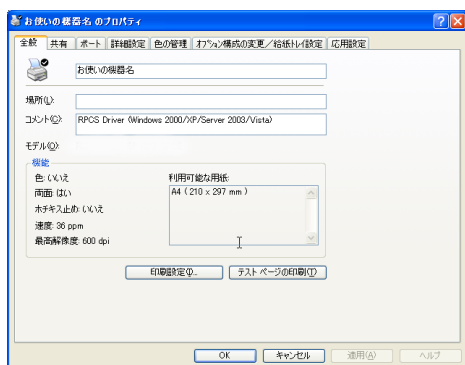 お使いの機器名 のプロパティ
全般 共有 ポート 詳細設定 色の管理 ｵﾌﾟｼｮﾝ構成の変更／給紙ﾄﾚｲ設定 応用設定
お使いの機器名
場所(L):
コメント(C): RPCS Driver (Windows 2000/XP/Server 2003/Vista)
モデル(O):
機能
色: いいえ
両面: はい
ホチキス止め: いいえ
速度: 36 ppm
最高解像度: 600 dpi
利用可能な用紙:
A4 ( 210 x 297 mm )
印刷設定(I)...
テスト ページの印刷(T)
OK キャンセル 適用(A) ヘルプ